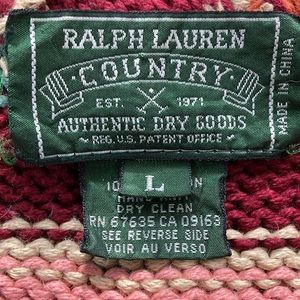 RALPH LAUREN
COUNTRY
EST. 1971
AUTHENTIC DRY GOODS
~ REG. U.S. PATENT OFFICE ~
MADE IN CHINA
L
DRY CLEAN
RN 67635 CA 09163
SEE REVERSE SIDE
VOIR AU VERSO